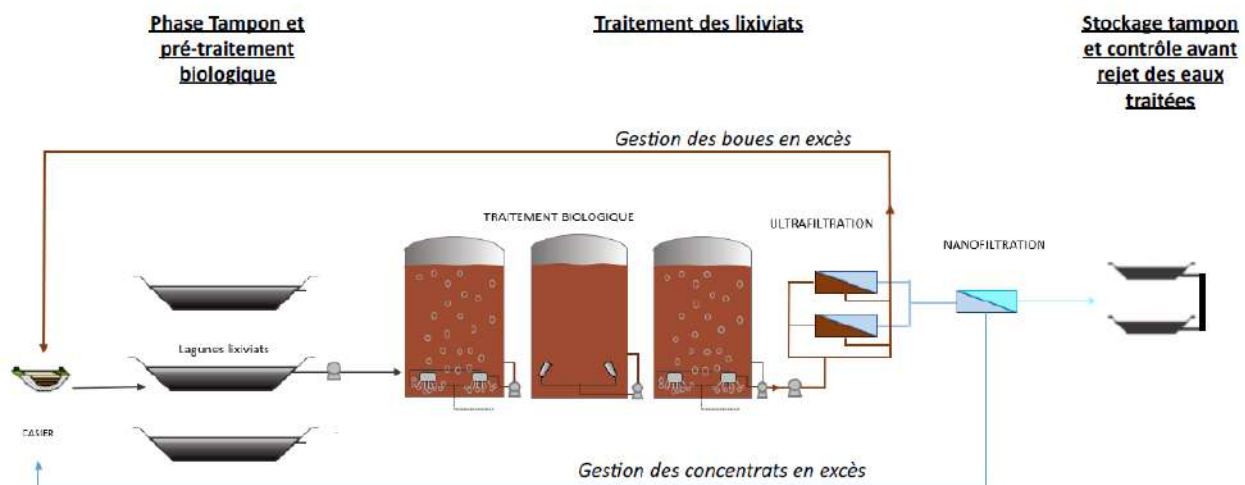 Phase Tampon et
pré-traitement
biologique
Traitement des lixiviats
Stockage tampon
et contrôle avant
rejet des eaux
traitées
Gestion des boues en excès
TRAITEMENT BIOLOGIQUE
ULTRAFILTRATION
NANOFILTRATION
Lagunes lixiviats
CASIER
Gestion des concentrats en excès